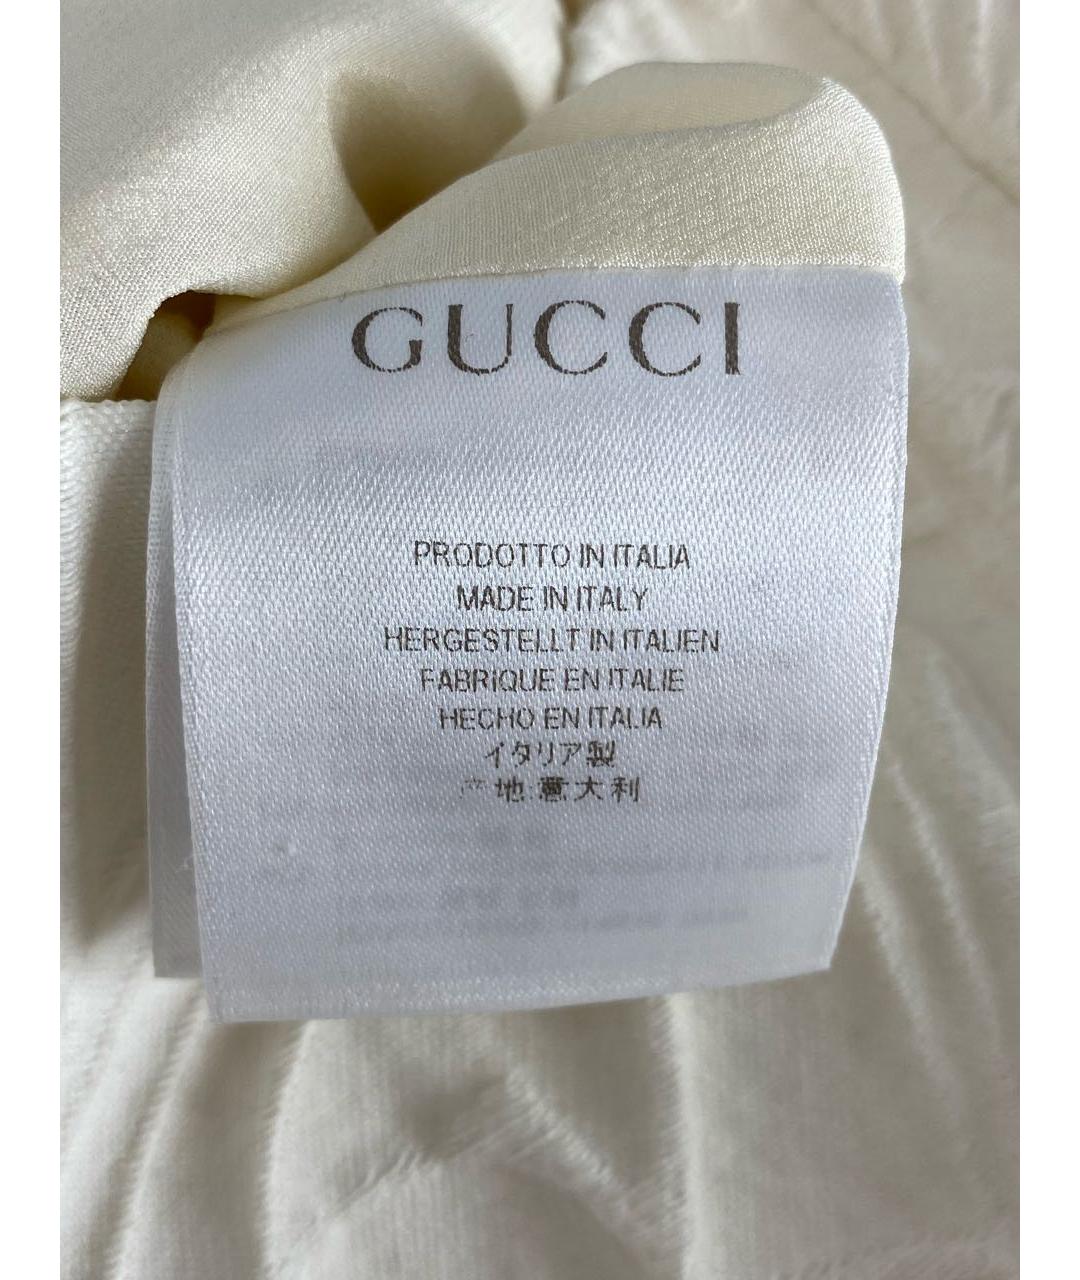 GUCCI
PRODOTTO IN ITALIA
MADE IN ITALY
HERGESTELLT IN ITALIEN
FABRIQUE EN ITALIE
HECHO EN ITALIA
イタリア製
产地意大利